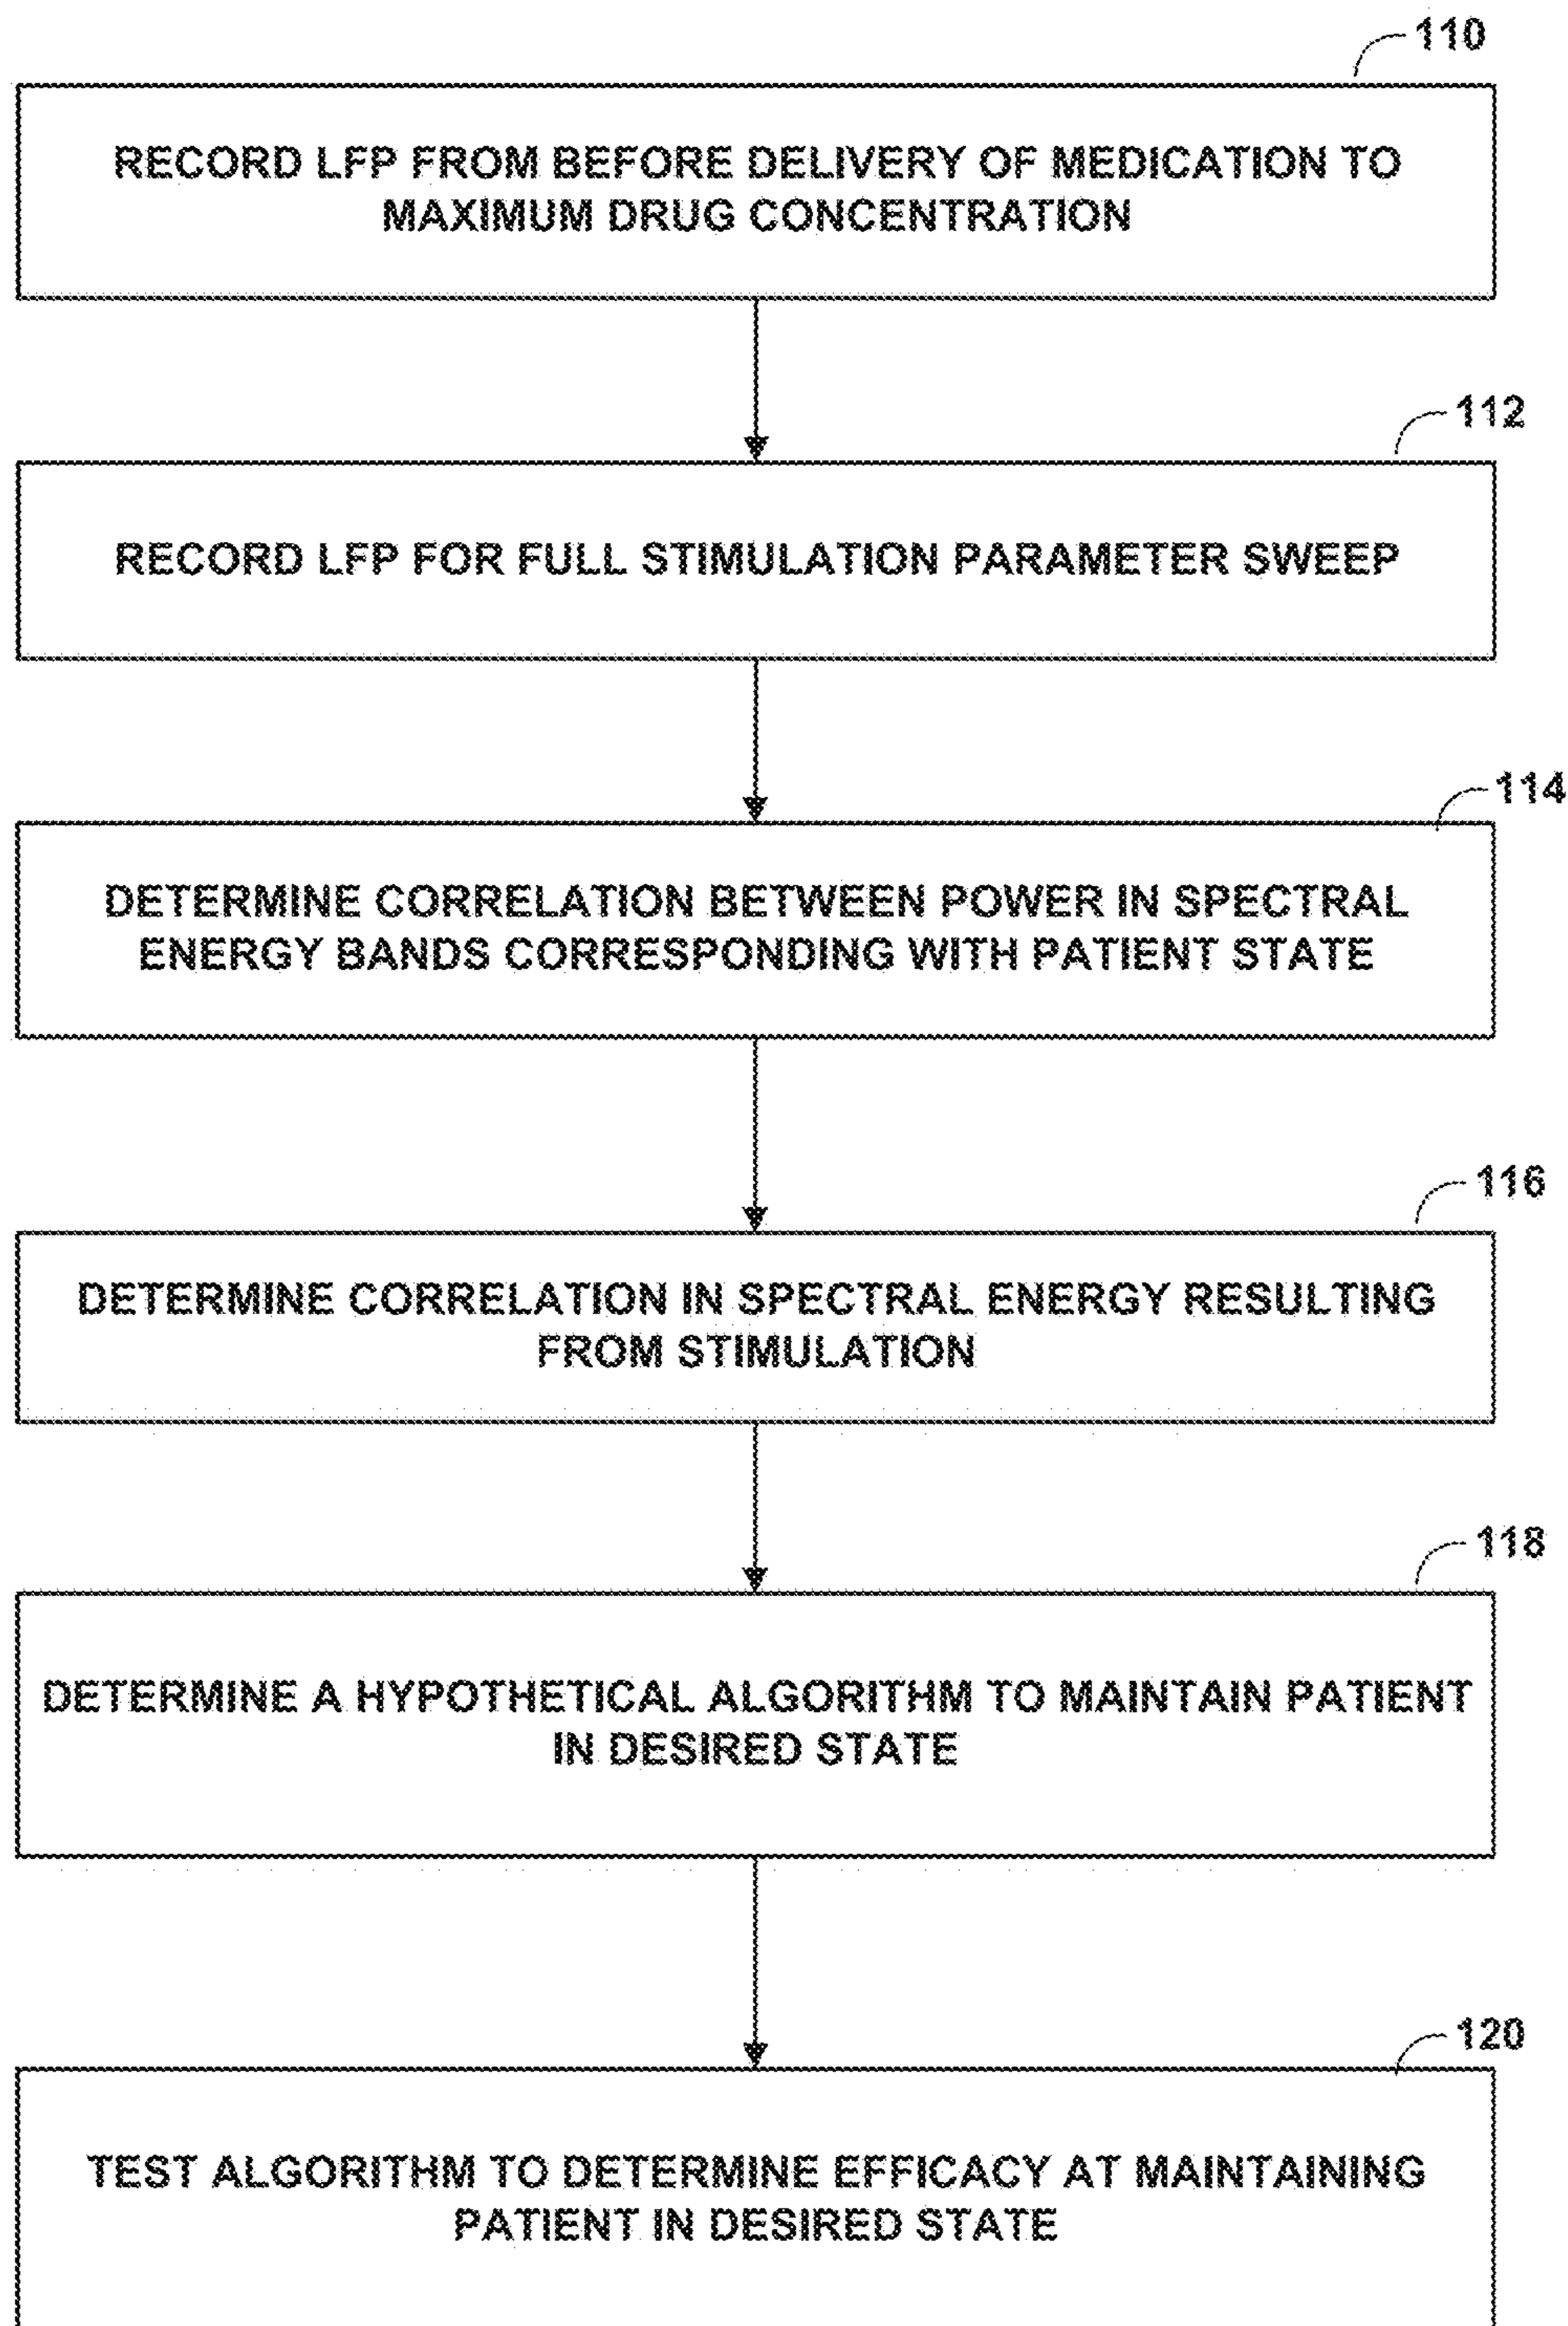 110
RECORD LFP FROM BEFORE DELIVERY OF MEDICATION TO
MAXIMUM DRUG CONCENTRATION
112
RECORD LFP FOR FULL STIMULATION PARAMETER SWEEP
114
DETERMINE CORRELATION BETWEEN POWER IN SPECTRAL
ENERGY BANDS CORRESPONDING WITH PATIENT STATE
116
DETERMINE CORRELATION IN SPECTRAL ENERGY RESULTING
FROM STIMULATION
118
DETERMINE A HYPOTHETICAL ALGORITHM TO MAINTAIN PATIENT
IN DESIRED STATE
120
TEST ALGORITHM TO DETERMINE EFFICACY AT MAINTAINING
PATIENT IN DESIRED STATE